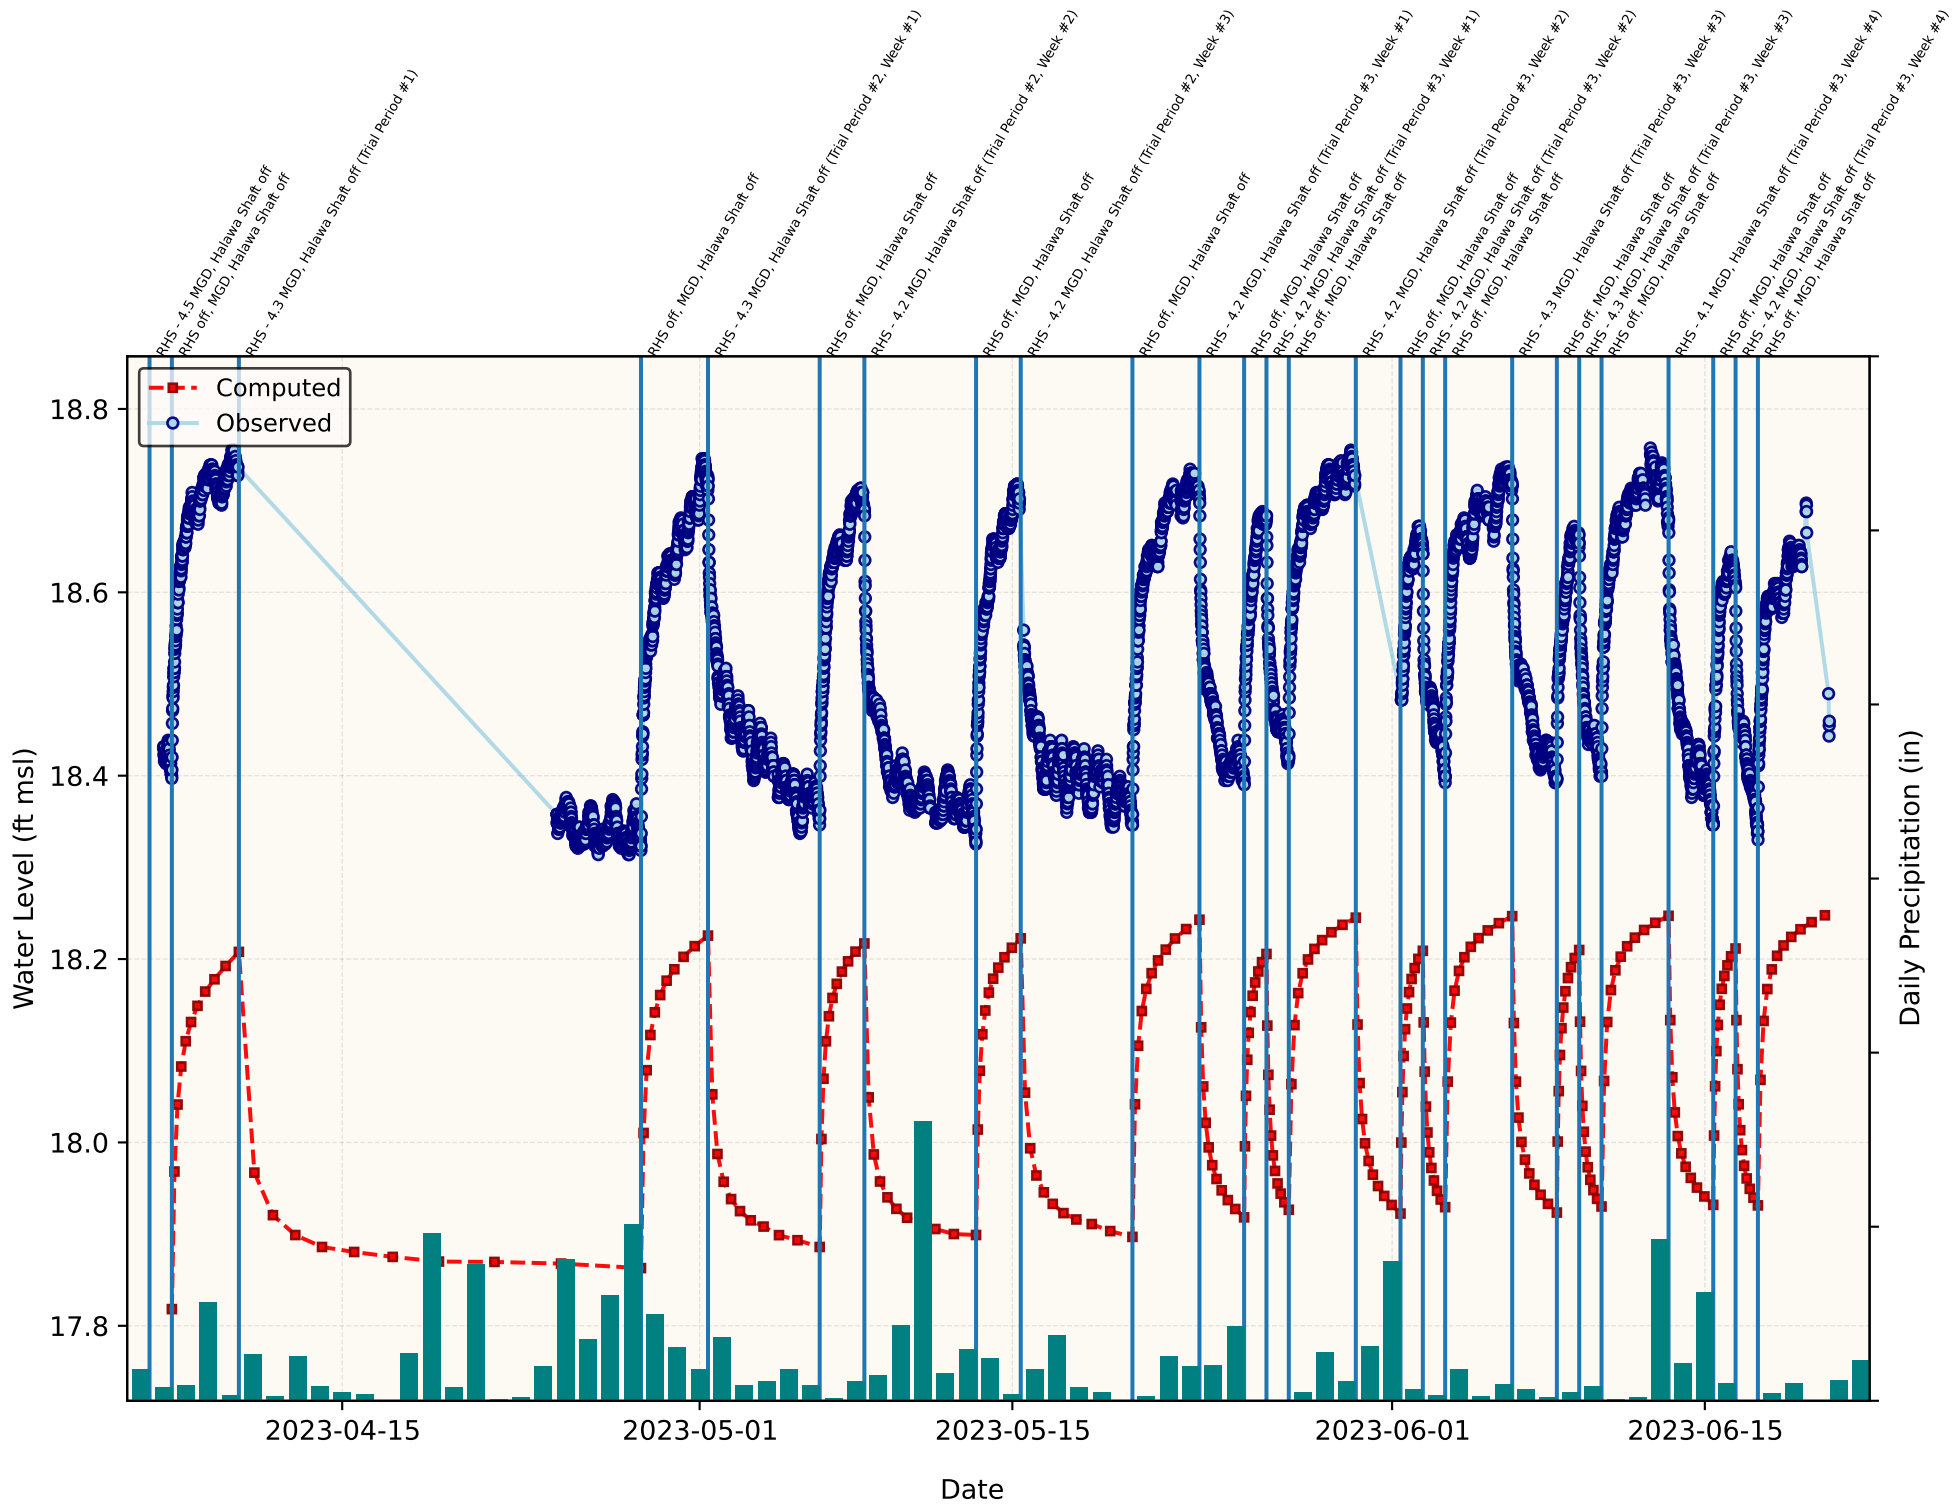 RHS - 4.5 MGD, Halawa Shaft off
RHS off, MGD, Halawa Shaft off
RHS - 4.3 MGD, Halawa Shaft off (Trial Period #1)
RHS off, MGD, Halawa Shaft off
RHS - 4.3 MGD, Halawa Shaft off (Trial Period #2, Week #1)
RHS off, MGD, Halawa Shaft off
RHS - 4.2 MGD, Halawa Shaft off (Trial Period #2, Week #2)
RHS off, MGD, Halawa Shaft off
RHS - 4.2 MGD, Halawa Shaft off (Trial Period #2, Week #3)
RHS off, MGD, Halawa Shaft off
RHS - 4.2 MGD, Halawa Shaft off (Trial Period #3, Week #1)
RHS off, MGD, Halawa Shaft off
RHS - 4.2 MGD, Halawa Shaft off (Trial Period #3, Week #1)
RHS off, MGD, Halawa Shaft off
RHS - 4.2 MGD, Halawa Shaft off (Trial Period #3, Week #2)
RHS off, MGD, Halawa Shaft off
RHS - 4.2 MGD, Halawa Shaft off (Trial Period #3, Week #2)
RHS off, MGD, Halawa Shaft off
RHS - 4.3 MGD, Halawa Shaft off (Trial Period #3, Week #3)
RHS off, MGD, Halawa Shaft off
RHS - 4.3 MGD, Halawa Shaft off (Trial Period #3, Week #3)
RHS off, MGD, Halawa Shaft off
RHS - 4.1 MGD, Halawa Shaft off (Trial Period #3, Week #4)
RHS off, MGD, Halawa Shaft off
RHS - 4.2 MGD, Halawa Shaft off (Trial Period #3, Week #4)
RHS off, MGD, Halawa Shaft off
Computed
Observed
18.8
18.6
18.4
18.2
18.0
17.8
Water Level (ft msl)
Daily Precipitation (in)
2023-04-15
2023-05-01
2023-05-15
2023-06-01
2023-06-15
Date